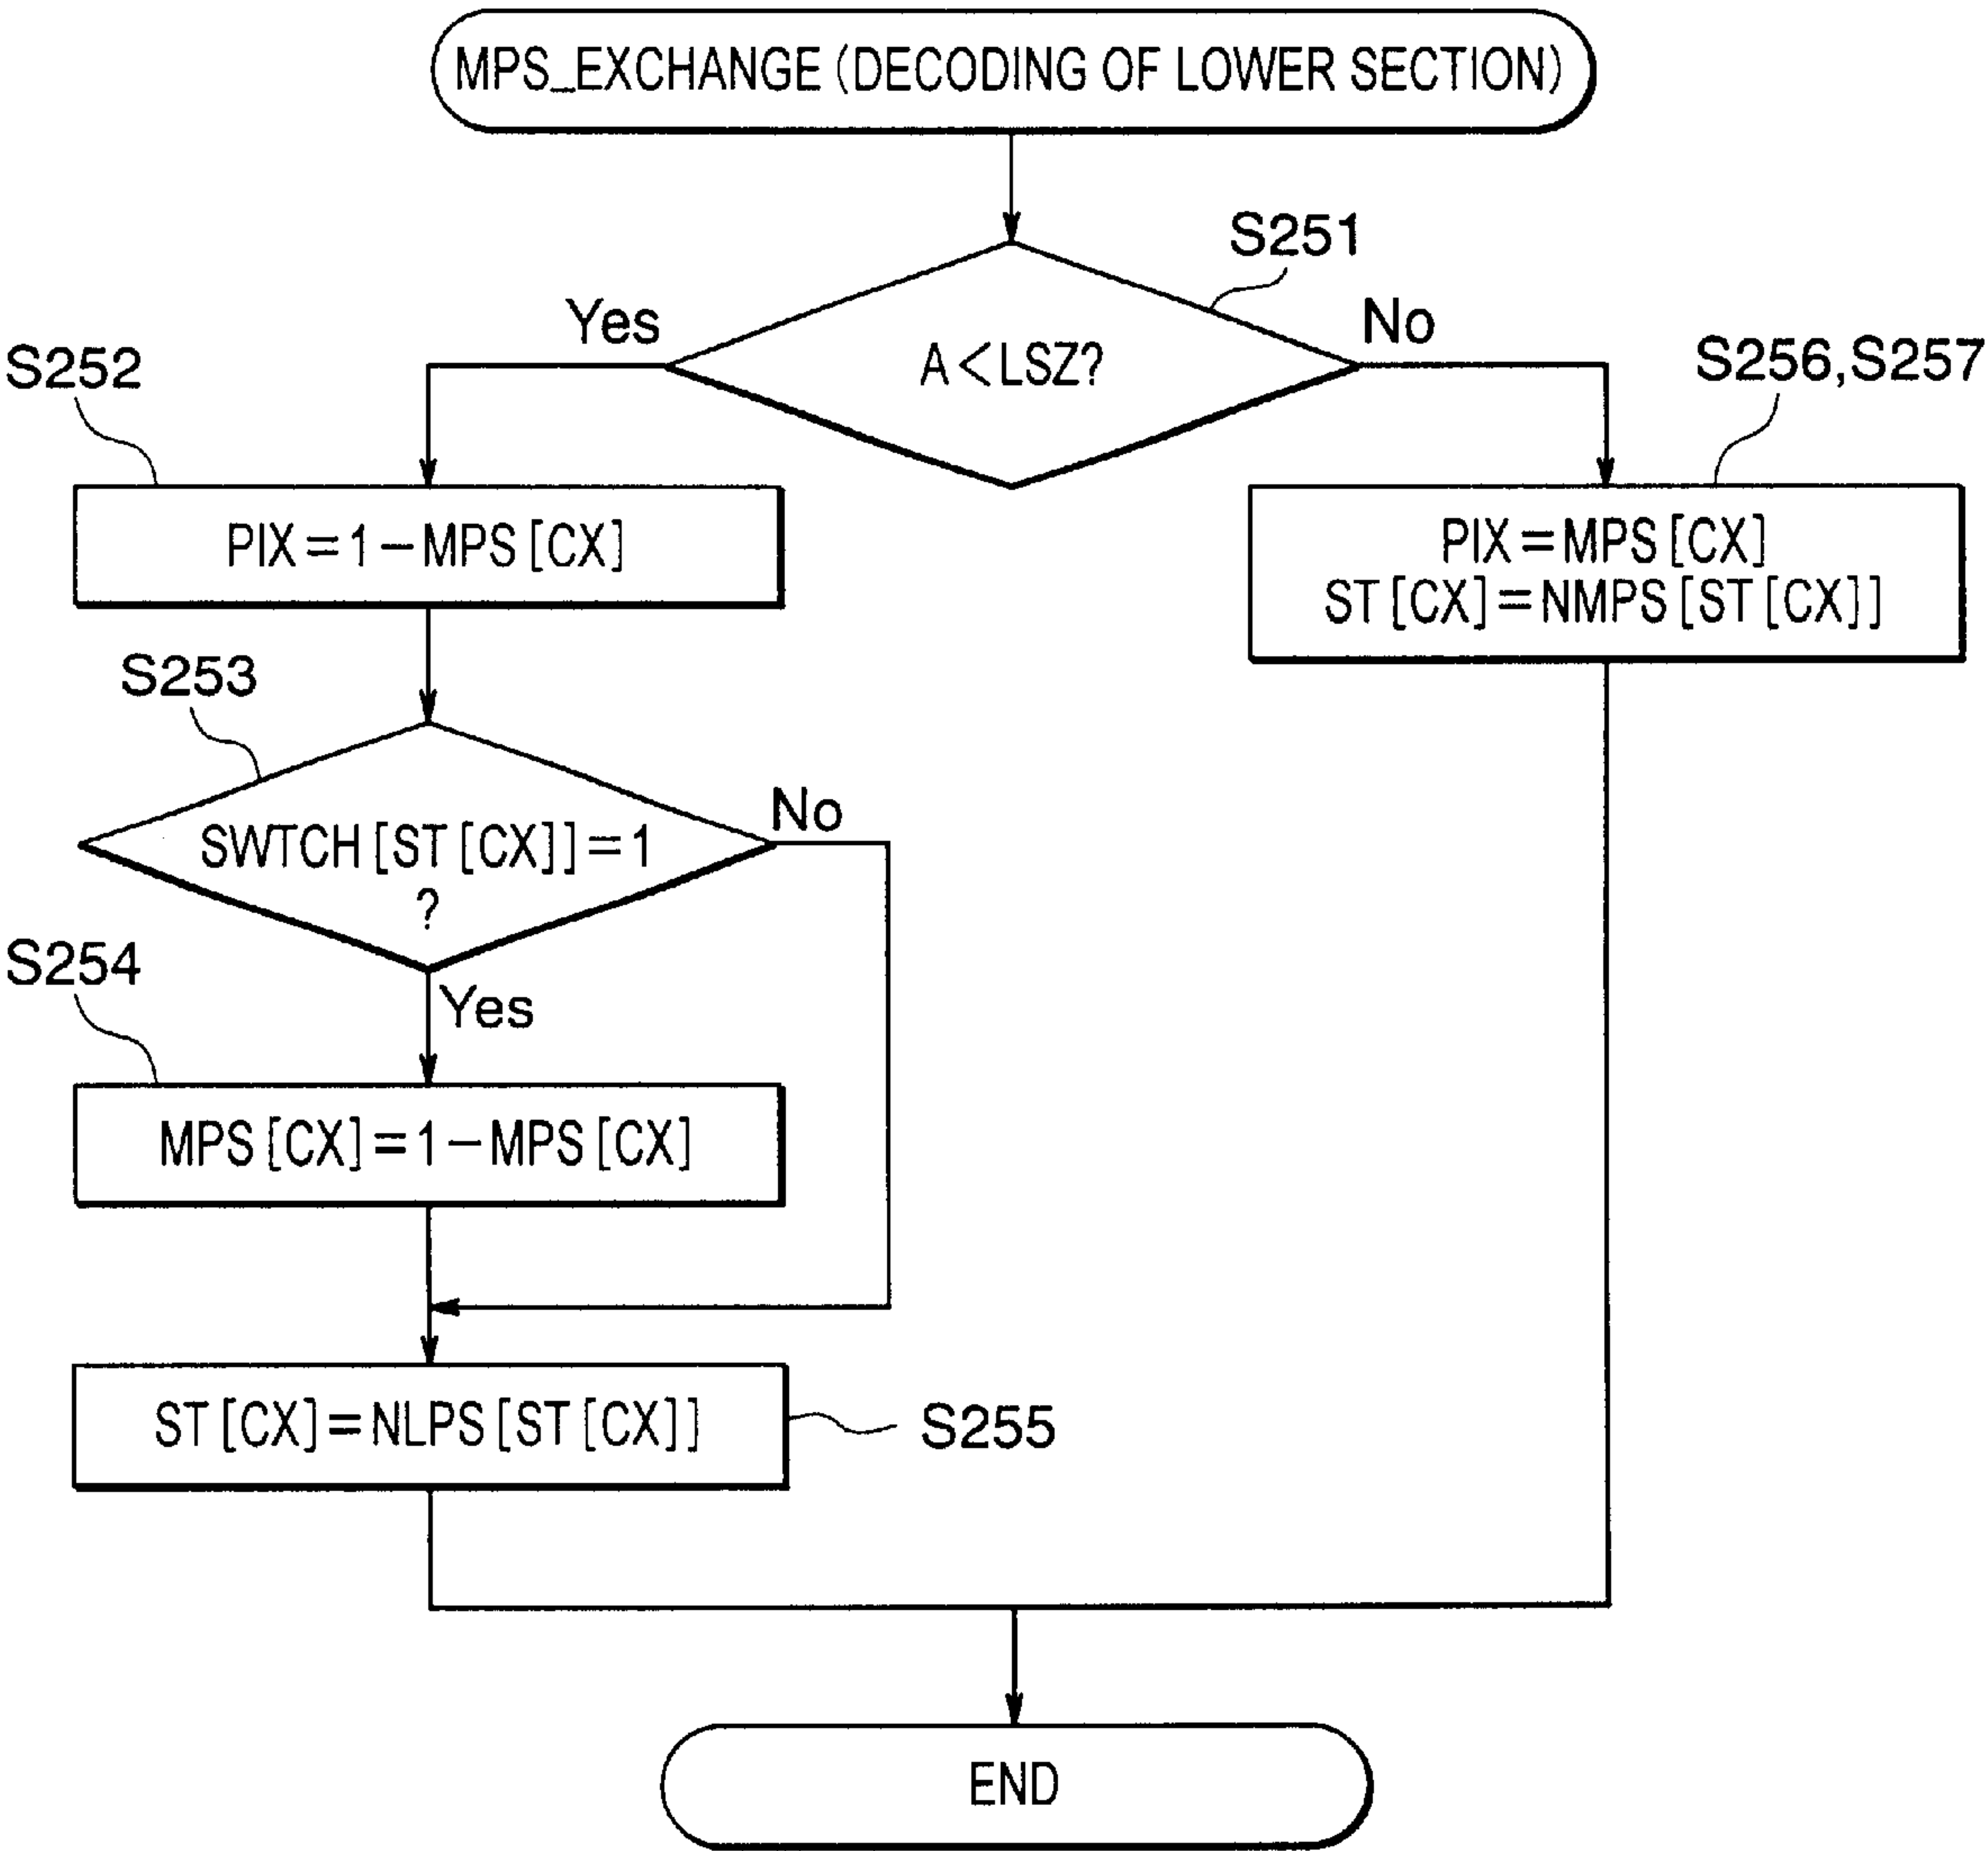 MPS_EXCHANGE (DECODING OF LOWER SECTION)
S251
Yes
No
A<LSZ?
S252
S256,S257
PIX=1-MPS[CX]
PIX=MPS[CX]
ST[CX]=NMPS[ST[CX]]
S253
No
SWTCH[ST[CX]]=1
?
S254
Yes
MPS[CX]=1-MPS[CX]
ST[CX]=NLPS[ST[CX]]
S255
END